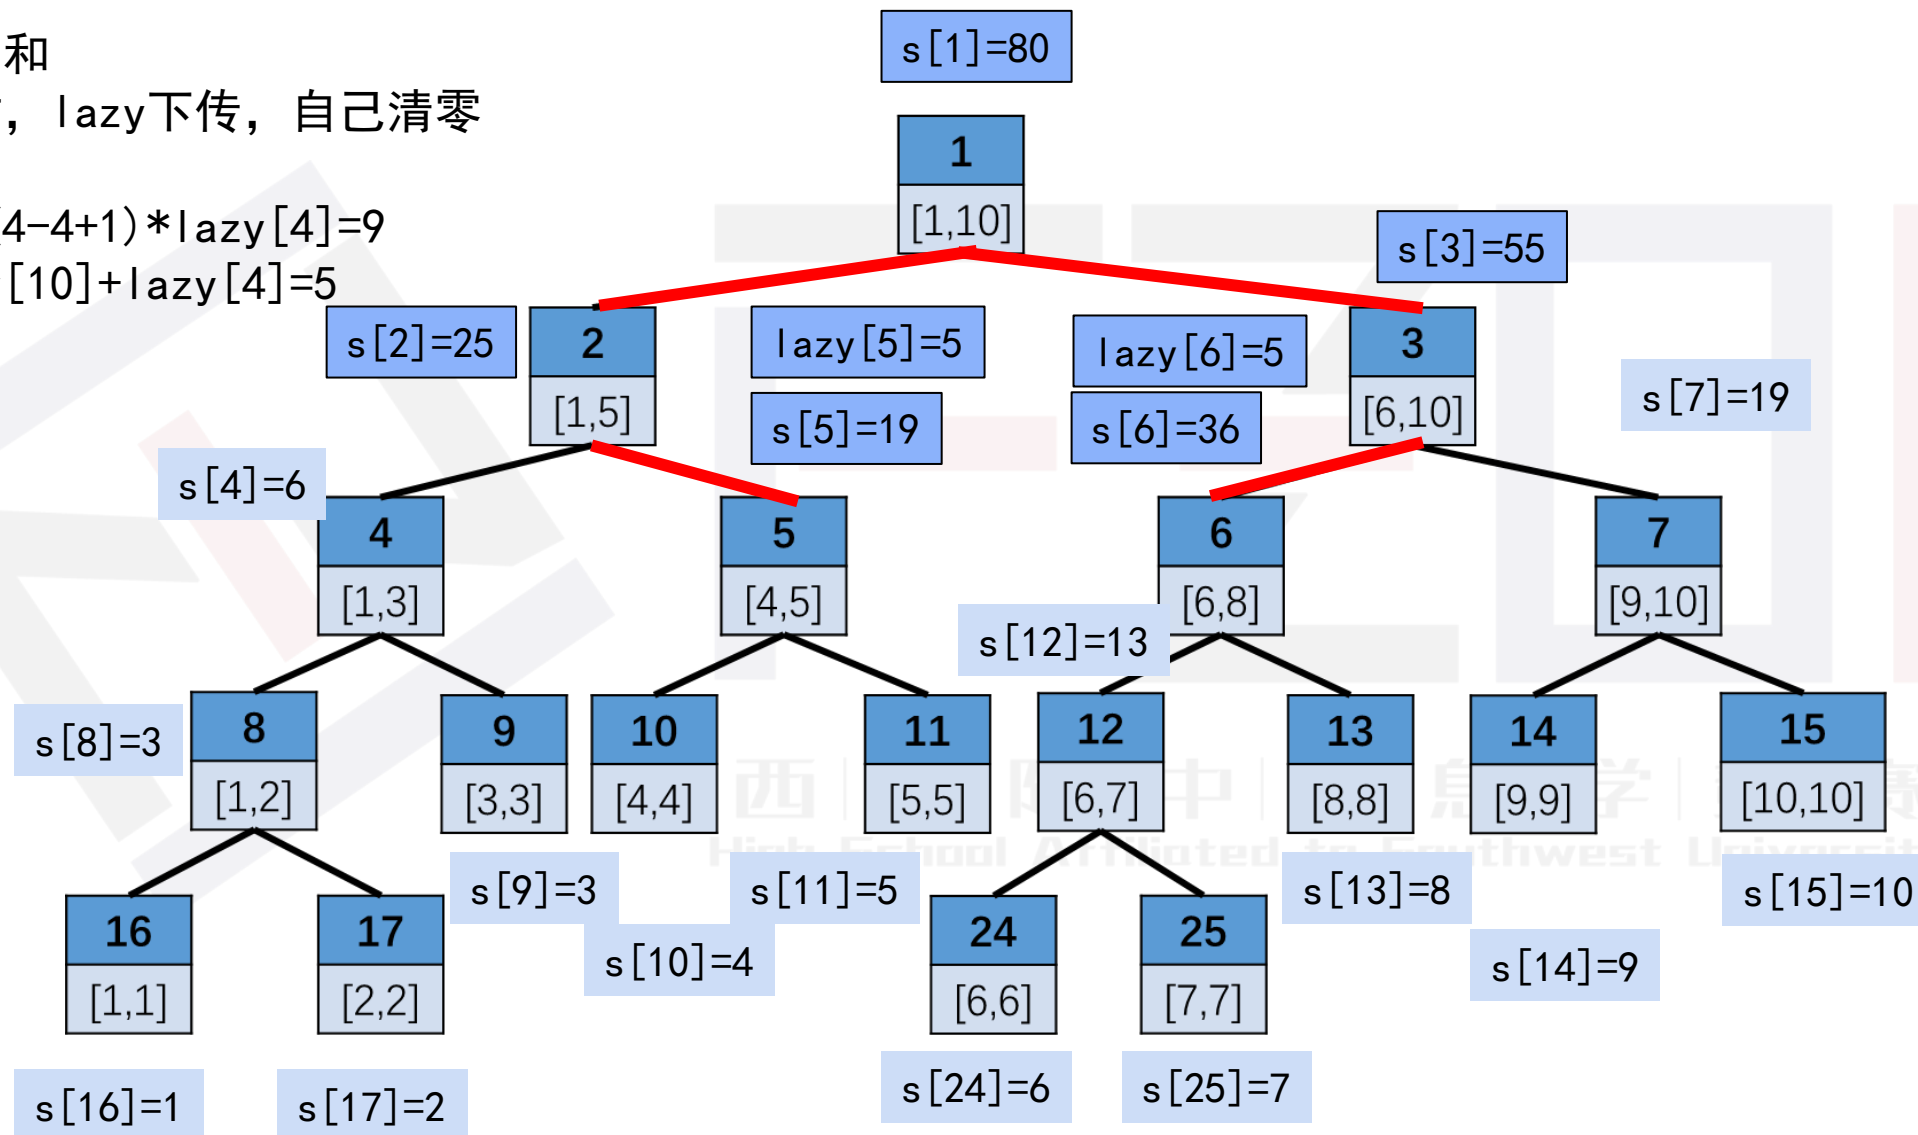 和
s[1]=80
，lazy下传，自己清零
1
[1,10]
4-4+1)*lazy[4]=9
[10]+lazy[4]=5
s[3]=55
s[2]=25
2
[1,5]
lazy[5]=5
s[5]=19
lazy[6]=5
s[6]=36
3
[6,10]
s[7]=19
s[4]=6
4
[1,3]
5
[4,5]
6
[6,8]
7
[9,10]
s[12]=13
s[8]=3
8
[1,2]
9
[3,3]
10
[4,4]
11
[5,5]
12
[6,7]
13
[8,8]
14
[9,9]
15
[10,10]
s[9]=3
s[11]=5
s[13]=8
s[15]=10
s[10]=4
s[14]=9
16
[1,1]
17
[2,2]
24
[6,6]
25
[7,7]
s[16]=1
s[17]=2
s[24]=6
s[25]=7
High School Affiliated to Southwest